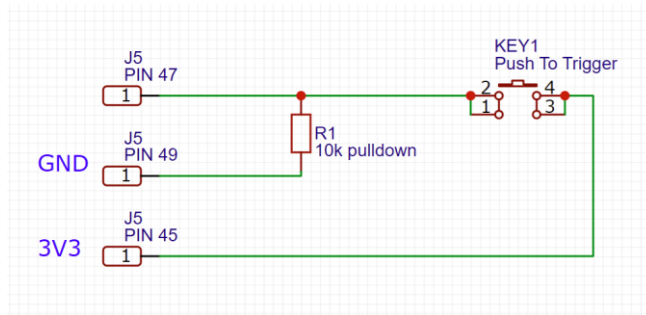 J5
PIN 47
1
KEY1
Push To Trigger
2
1
4
3
R1
10k pulldown
GND
J5
PIN 49
1
3V3
J5
PIN 45
1